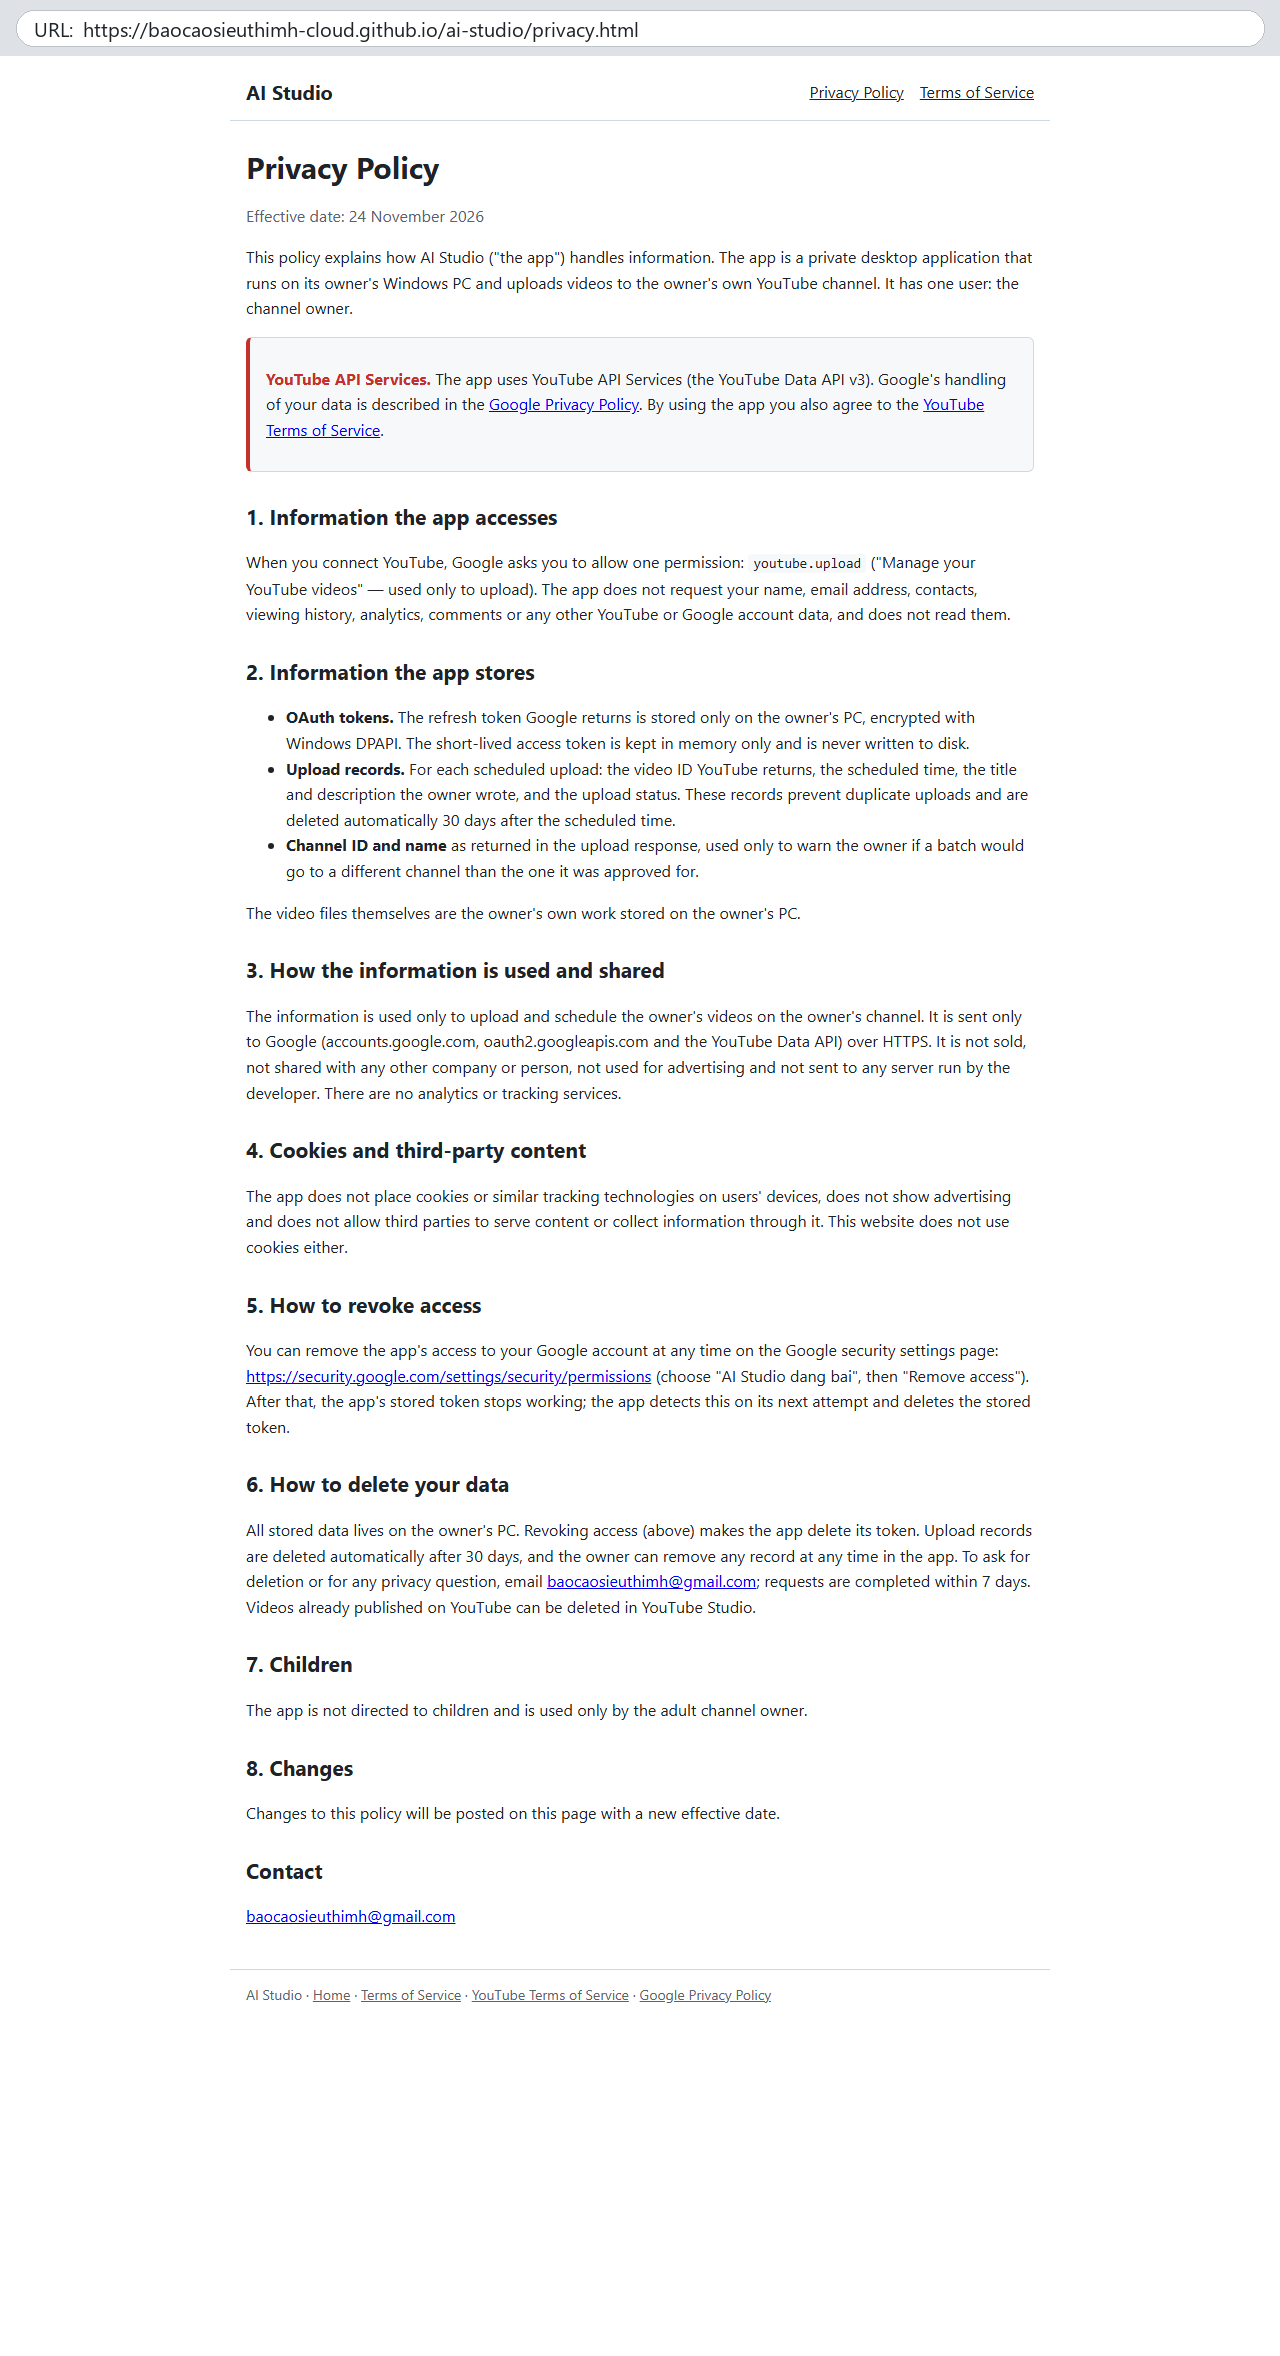 URL: https://baocaosieuthimh-cloud.github.io/ai-studio/privacy.html
AI Studio
Privacy Policy Terms of Service
Privacy Policy
Effective date: 24 November 2026
This policy explains how AI Studio ("the app") handles information. The app is a private desktop application that
runs on its owner's Windows PC and uploads videos to the owner's own YouTube channel. It has one user: the
channel owner.
YouTube API Services. The app uses YouTube API Services (the YouTube Data API v3). Google's handling
of your data is described in the Google Privacy Policy. By using the app you also agree to the YouTube
Terms of Service.
1. Information the app accesses
When you connect YouTube, Google asks you to allow one permission: youtube.upload ("Manage your
YouTube videos" — used only to upload). The app does not request your name, email address, contacts,
viewing history, analytics, comments or any other YouTube or Google account data, and does not read them.
2. Information the app stores
• OAuth tokens. The refresh token Google returns is stored only on the owner's PC, encrypted with
Windows DPAPI. The short-lived access token is kept in memory only and is never written to disk.
• Upload records. For each scheduled upload: the video ID YouTube returns, the scheduled time, the title
and description the owner wrote, and the upload status. These records prevent duplicate uploads and are
deleted automatically 30 days after the scheduled time.
• Channel ID and name as returned in the upload response, used only to warn the owner if a batch would
go to a different channel than the one it was approved for.
The video files themselves are the owner's own work stored on the owner's PC.
3. How the information is used and shared
The information is used only to upload and schedule the owner's videos on the owner's channel. It is sent only
to Google (accounts.google.com, oauth2.googleapis.com and the YouTube Data API) over HTTPS. It is not sold,
not shared with any other company or person, not used for advertising and not sent to any server run by the
developer. There are no analytics or tracking services.
4. Cookies and third-party content
The app does not place cookies or similar tracking technologies on users' devices, does not show advertising
and does not allow third parties to serve content or collect information through it. This website does not use
cookies either.
5. How to revoke access
You can remove the app's access to your Google account at any time on the Google security settings page:
https://security.google.com/settings/security/permissions (choose "AI Studio dang bai", then "Remove access").
After that, the app's stored token stops working; the app detects this on its next attempt and deletes the stored
token.
6. How to delete your data
All stored data lives on the owner's PC. Revoking access (above) makes the app delete its token. Upload records
are deleted automatically after 30 days, and the owner can remove any record at any time in the app. To ask for
deletion or for any privacy question, email baocaosieuthimh@gmail.com; requests are completed within 7 days.
Videos already published on YouTube can be deleted in YouTube Studio.
7. Children
The app is not directed to children and is used only by the adult channel owner.
8. Changes
Changes to this policy will be posted on this page with a new effective date.
Contact
baocaosieuthimh@gmail.com
AI Studio · Home · Terms of Service · YouTube Terms of Service · Google Privacy Policy